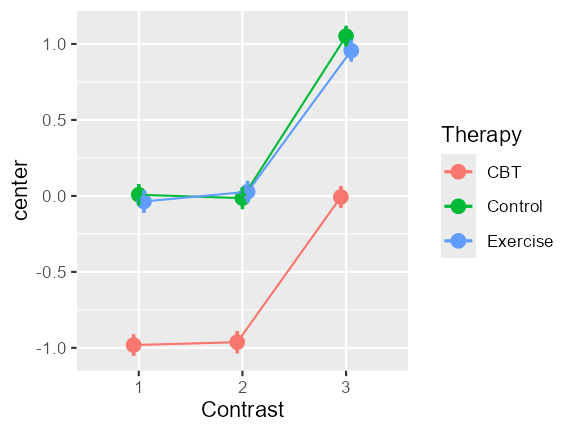 1.0
0.5
0.0
-0.5
-1.0
center
1
2
3
Contrast
Therapy
CBT
Control
Exercise